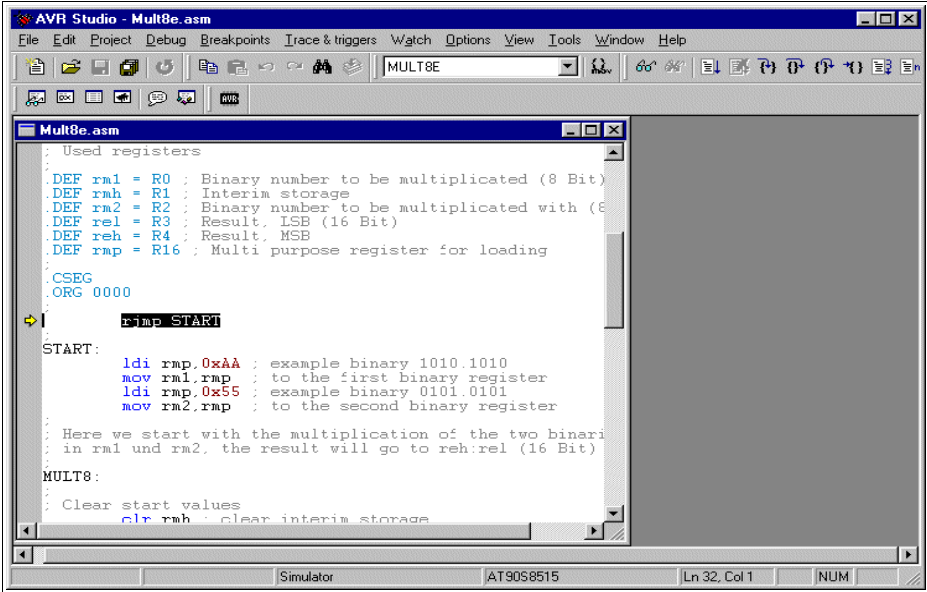 AVR Studio - Mult8e.asm
File Edit Project Debug Breakpoints Trace & triggers Watch Options View Tools Window Help
MULT8E
AVR
Mult8e.asm
; Used registers
;
.DEF rm1 = R0 ; Binary number to be multiplicated (8 Bit)
.DEF rmh = R1 ; Interim storage
.DEF rm2 = R2 ; Binary number to be multiplicated with (8
.DEF rel = R3 ; Result, LSB (16 Bit)
.DEF reh = R4 ; Result, MSB
.DEF rmp = R16 ; Multi purpose register for loading
;
.CSEG
.ORG 0000
;
rjmp START
;
START:
ldi rmp,0xAA ; example binary 1010.1010
mov rm1,rmp ; to the first binary register
ldi rmp,0x55 ; example binary 0101.0101
mov rm2,rmp ; to the second binary register
;
; Here we start with the multiplication of the two binari
; in rm1 und rm2, the result will go to reh:rel (16 Bit)
;
MULT8:
;
; Clear start values
clr rmh ; clear interim storage
Simulator AT90S8515 Ln 32, Col 1 NUM